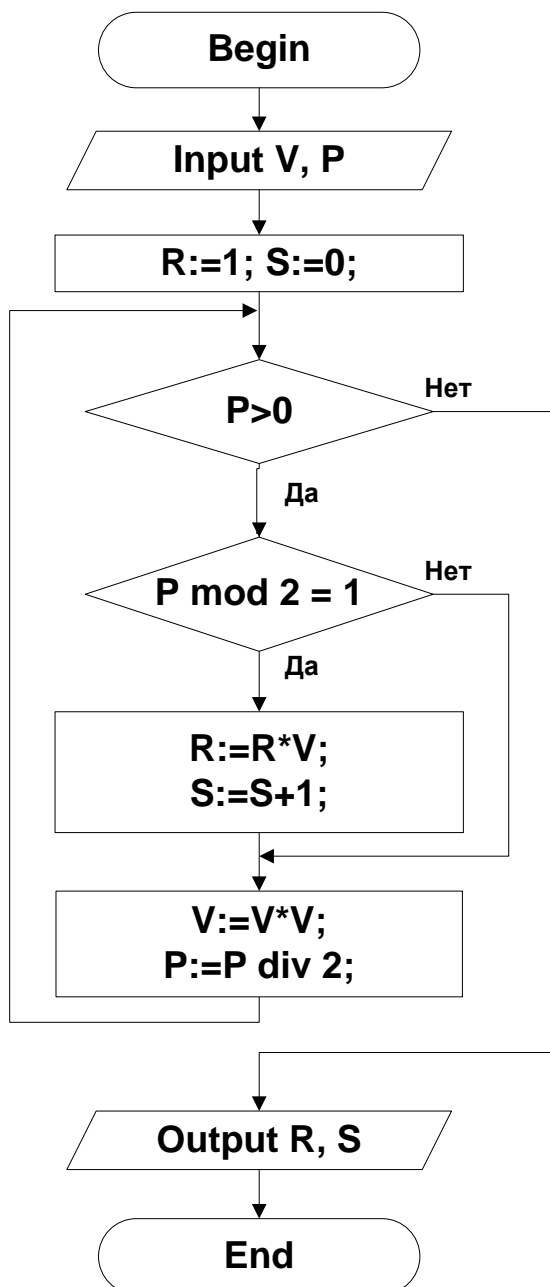 Begin
Input V, P
R:=1; S:=0;
P>0
Нет
Да
P mod 2 = 1
Нет
Да
R:=R*V;
S:=S+1;
V:=V*V;
P:=P div 2;
Output R, S
End